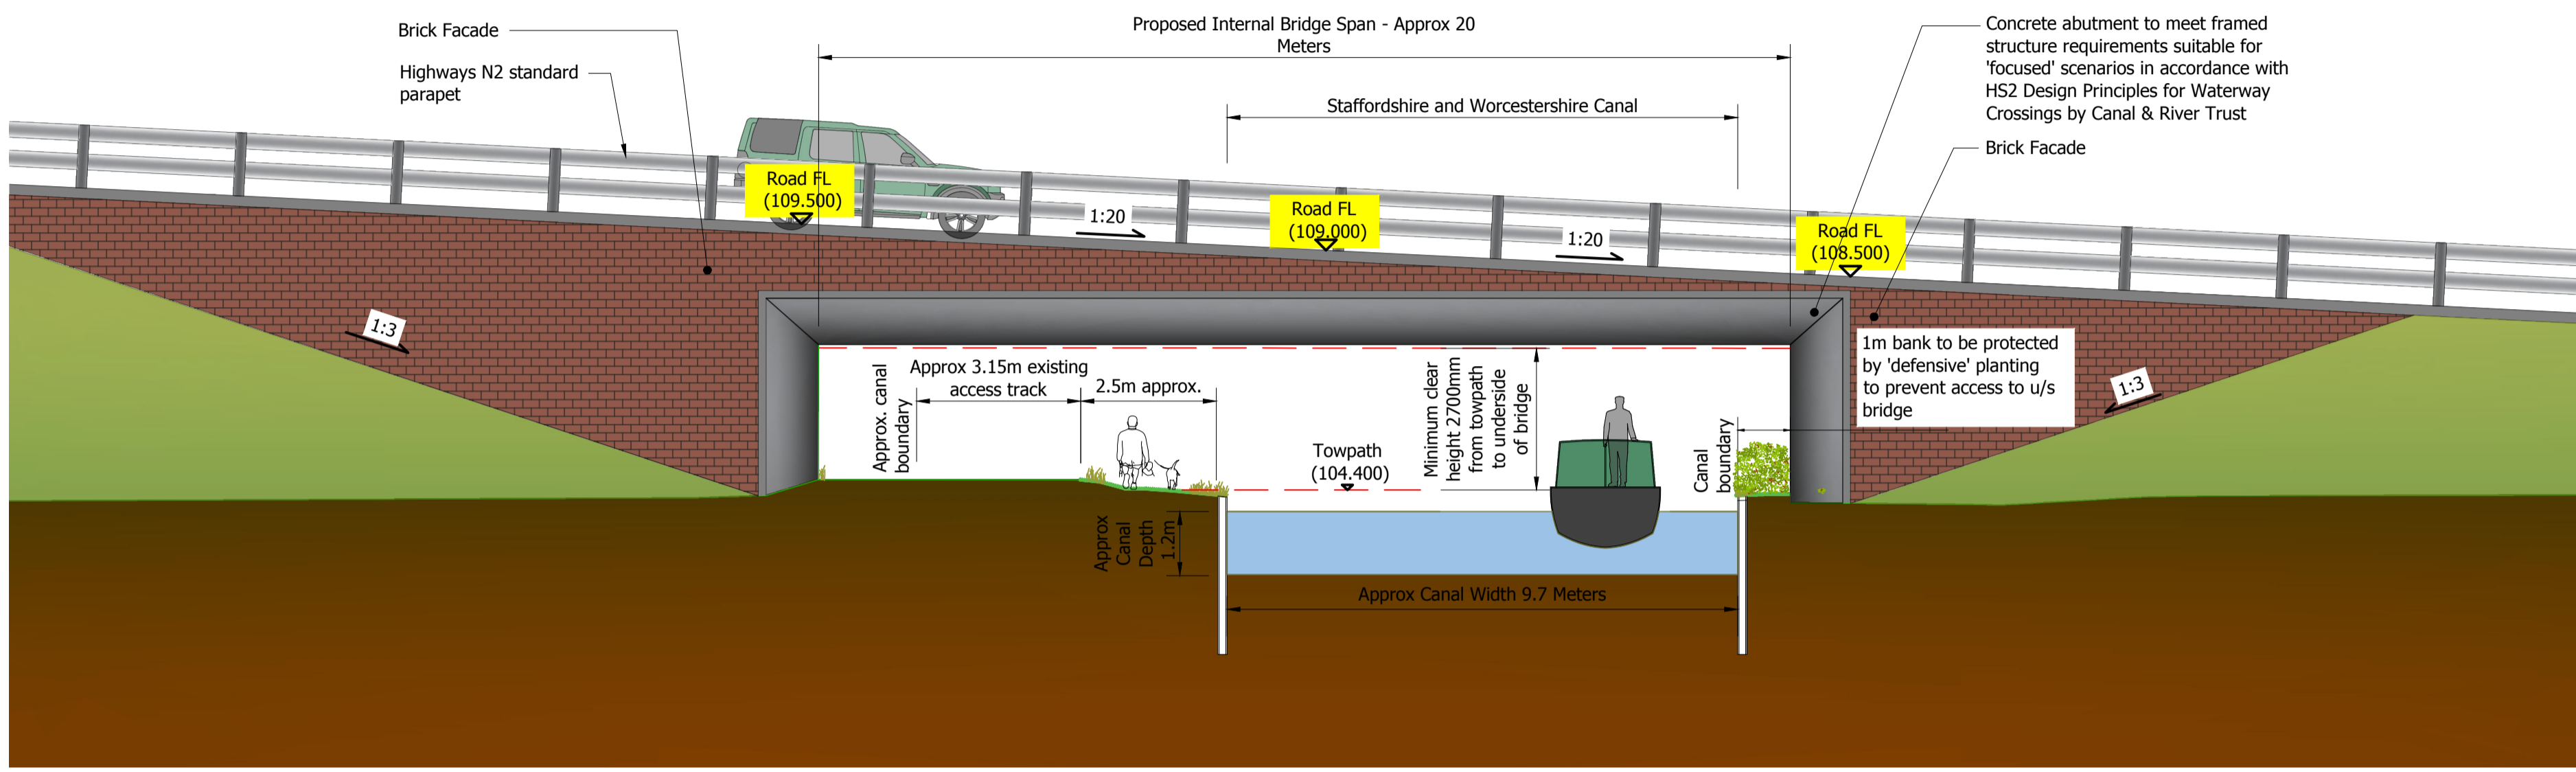 Brick Facade
Highways N2 standard
parapet
Proposed Internal Bridge Span - Approx 20
Meters
Staffordshire and Worcestershire Canal
Concrete abutment to meet framed
structure requirements suitable for
'focused' scenarios in accordance with
HS2 Design Principles for Waterway
Crossings by Canal & River Trust
Brick Facade
Road FL
(109.500)
1:20
Road FL
(109.000)
1:20
Road FL
(108.500)
1:3
Approx. canal
boundary
Approx 3.15m existing
access track
2.5m approx.
Towpath
(104.400)
Minimum clear
height 2700mm
from towpath
to underside
of bridge
Canal
boundary
1m bank to be protected
by 'defensive' planting
to prevent access to u/s
bridge
1:3
Approx
Canal
Depth
1.2m
Approx Canal Width 9.7 Meters